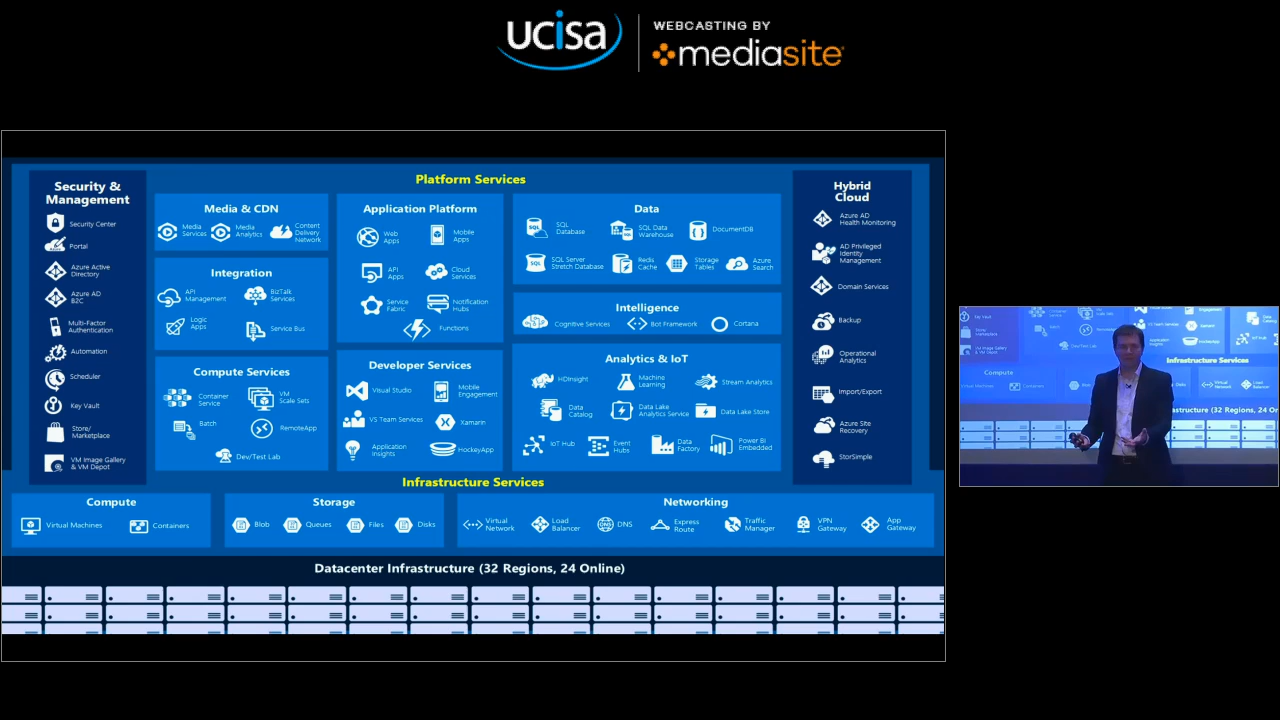 ucisa
WEBCASTING BY
mediasite
Platform Services
Security &
Management
Security Center
Portal
Azure Active
Directory
Azure AD
B2C
Multi-Factor
Authentication
Automation
Scheduler
Key Vault
Store/
Marketplace
VM Image Gallery
& VM Depot
Media & CDN
Media
Services
Media
Analytics
Content
Delivery
Network
Integration
API
Management
BizTalk
Services
Logic
Apps
Service Bus
Compute Services
Container
Service
VM
Scale Sets
Batch
RemoteApp
Dev/Test Lab
Application Platform
Web
Apps
Mobile
Apps
API
Apps
Cloud
Services
Service
Fabric
Notification
Hubs
Functions
Developer Services
Visual Studio
Mobile
Engagement
VS Team Services
Xamarin
Application
Insights
HockeyApp
Data
SQL
Database
SQL Data
Warehouse
DocumentDB
SQL Server
Stretch Database
Redis
Cache
Storage
Tables
Azure
Search
Intelligence
Cognitive Services
Bot Framework
Cortana
Analytics & IoT
HDInsight
Machine
Learning
Stream Analytics
Data
Catalog
Data Lake
Analytics Service
Data Lake Store
IoT Hub
Event
Hubs
Data
Factory
Power BI
Embedded
Hybrid
Cloud
Azure AD
Health Monitoring
AD Privileged
Identity
Management
Domain Services
Backup
Operational
Analytics
Import/Export
Azure Site
Recovery
StorSimple
Infrastructure Services
Compute
Virtual Machines
Containers
Storage
Blob
Queues
Files
Disks
Networking
Virtual
Network
Load
Balancer
DNS
Express
Route
Traffic
Manager
VPN
Gateway
App
Gateway
Datacenter Infrastructure (32 Regions, 24 Online)
Infrastructure Services
Compute
Containers